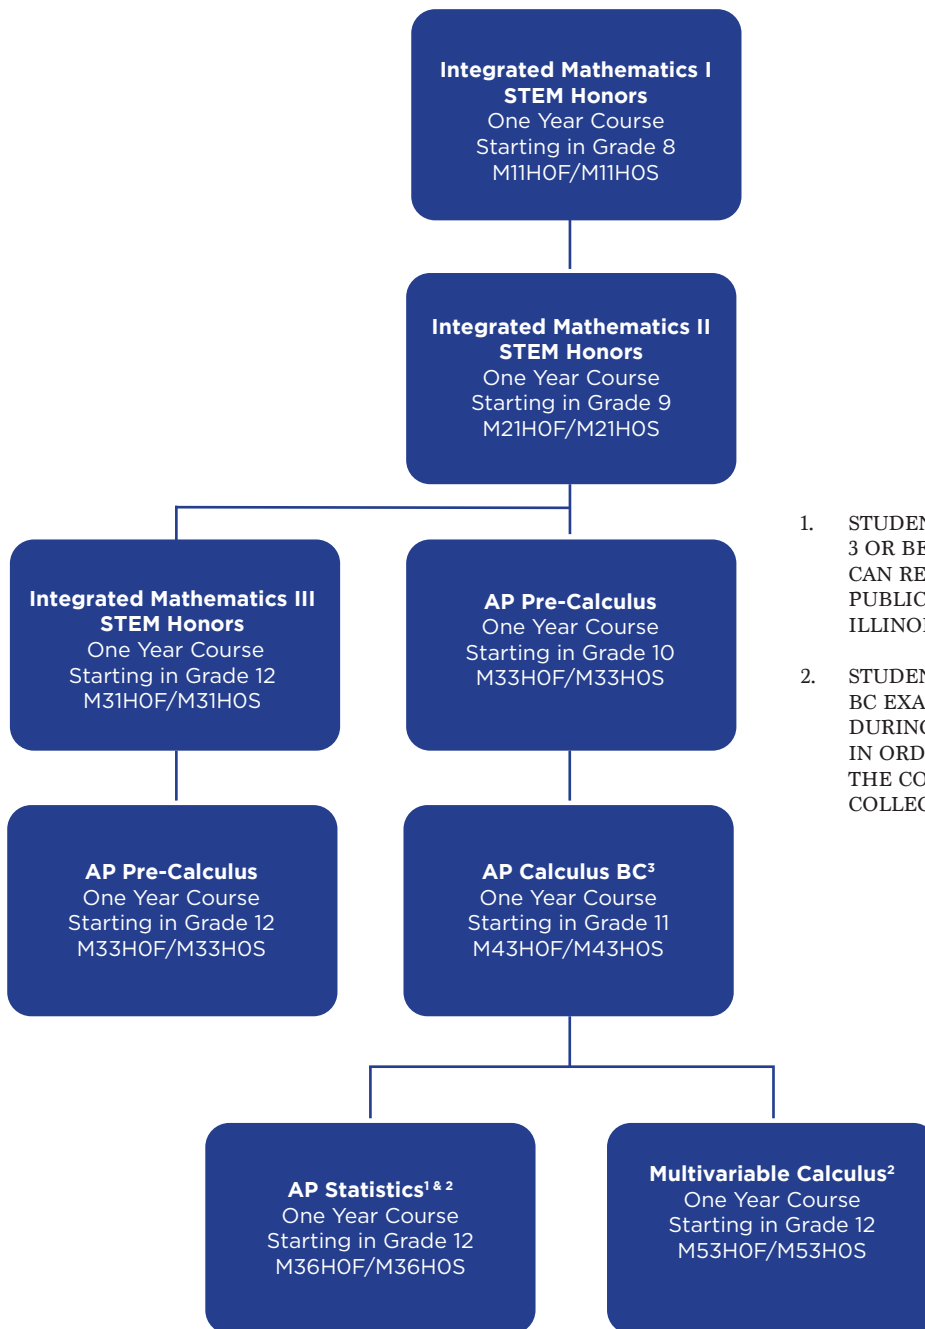 Integrated Mathematics I
STEM Honors
One Year Course
Starting in Grade 8
M11H0F/M11H0S
Integrated Mathematics II
STEM Honors
One Year Course
Starting in Grade 9
M21H0F/M21H0S
Integrated Mathematics III
STEM Honors
One Year Course
Starting in Grade 12
M31H0F/M31H0S
AP Pre-Calculus
One Year Course
Starting in Grade 10
M33H0F/M33H0S
AP Pre-Calculus
One Year Course
Starting in Grade 12
M33H0F/M33H0S
AP Calculus BC³
One Year Course
Starting in Grade 11
M43H0F/M43H0S
AP Statistics¹ & ²
One Year Course
Starting in Grade 12
M36H0F/M36H0S
Multivariable Calculus²
One Year Course
Starting in Grade 12
M53H0F/M53H0S
1. STUDEN
3 OR BE
CAN RE
PUBLIC
ILLINOI
2. STUDEN
BC EXA
DURING
IN ORD
THE CO
COLLEG